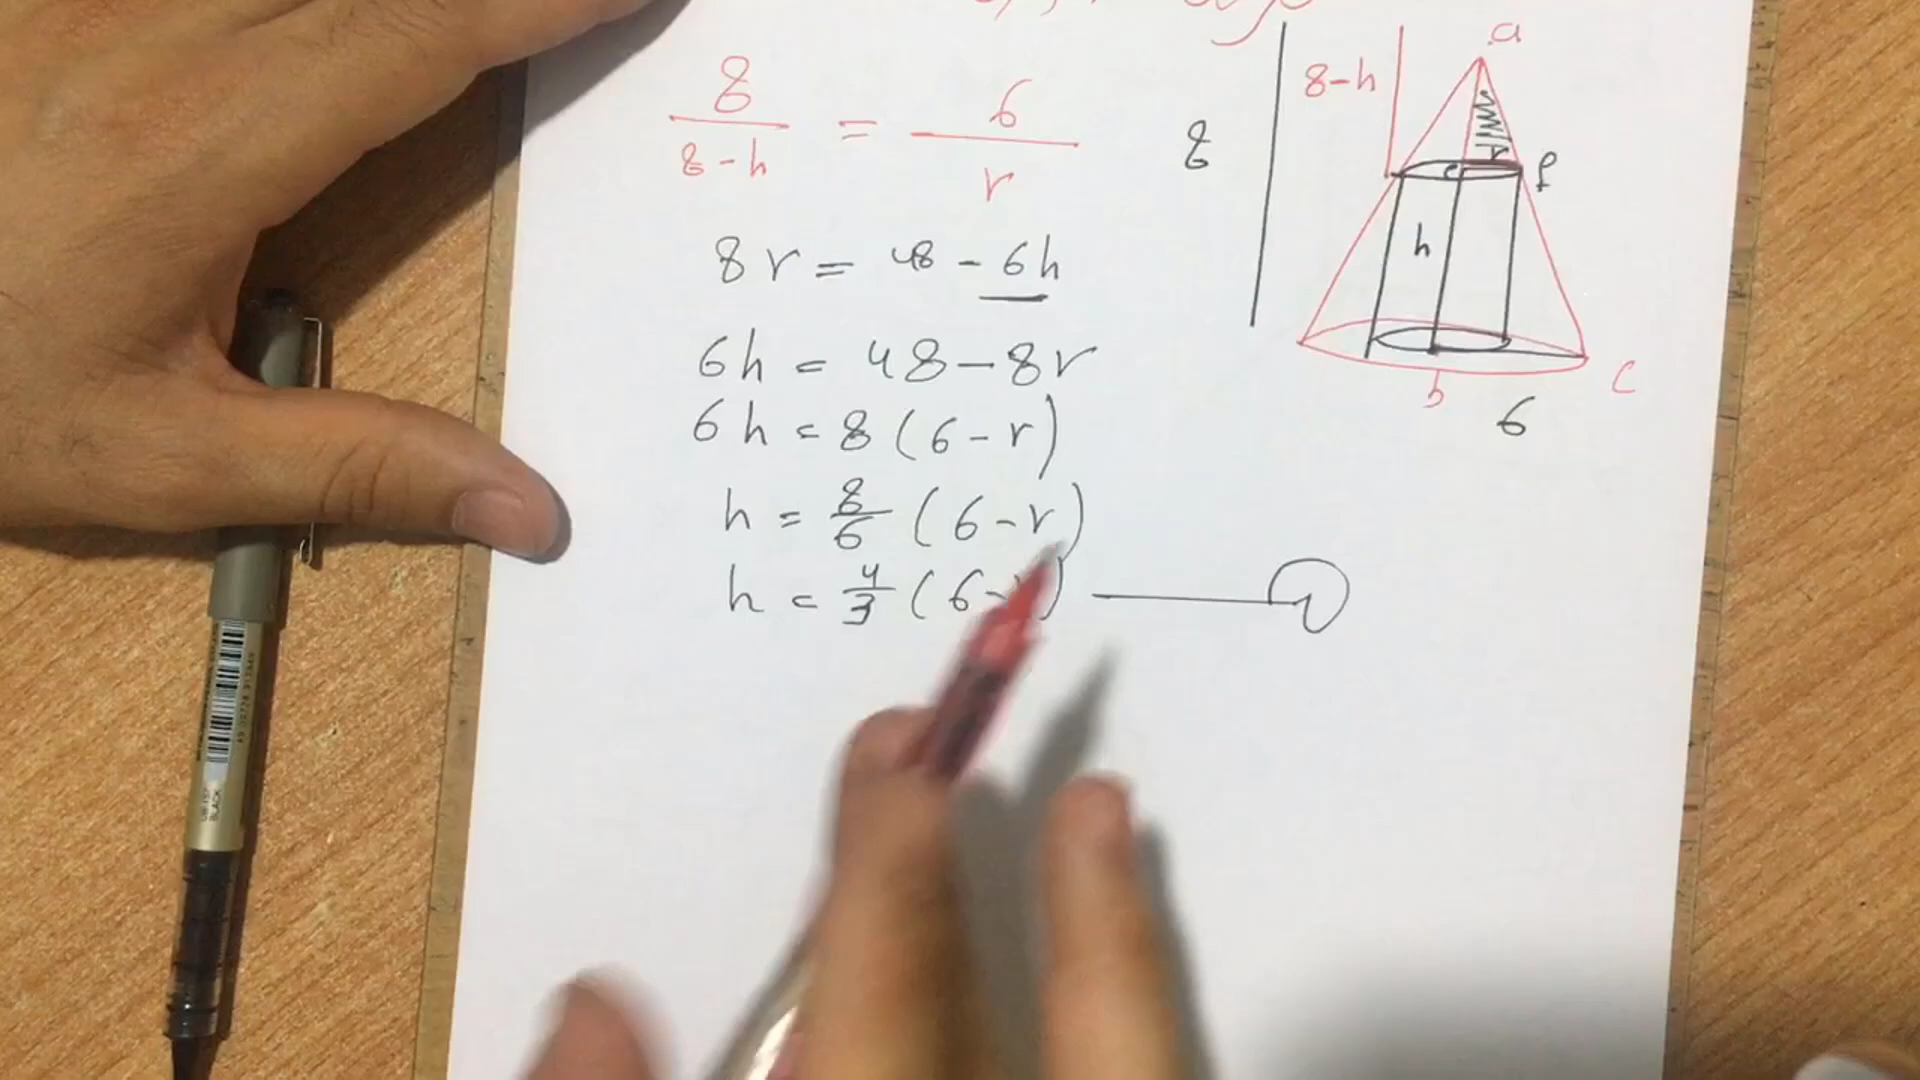 8/(8-h) = 6/r
8r = 48 - 6h
6h = 48 - 8r
6h = 8(6-r)
h = 8/6 (6-r)
h = 4/3 (6-
8
8-h
a
r
e
f
h
b
c
6
BLACK